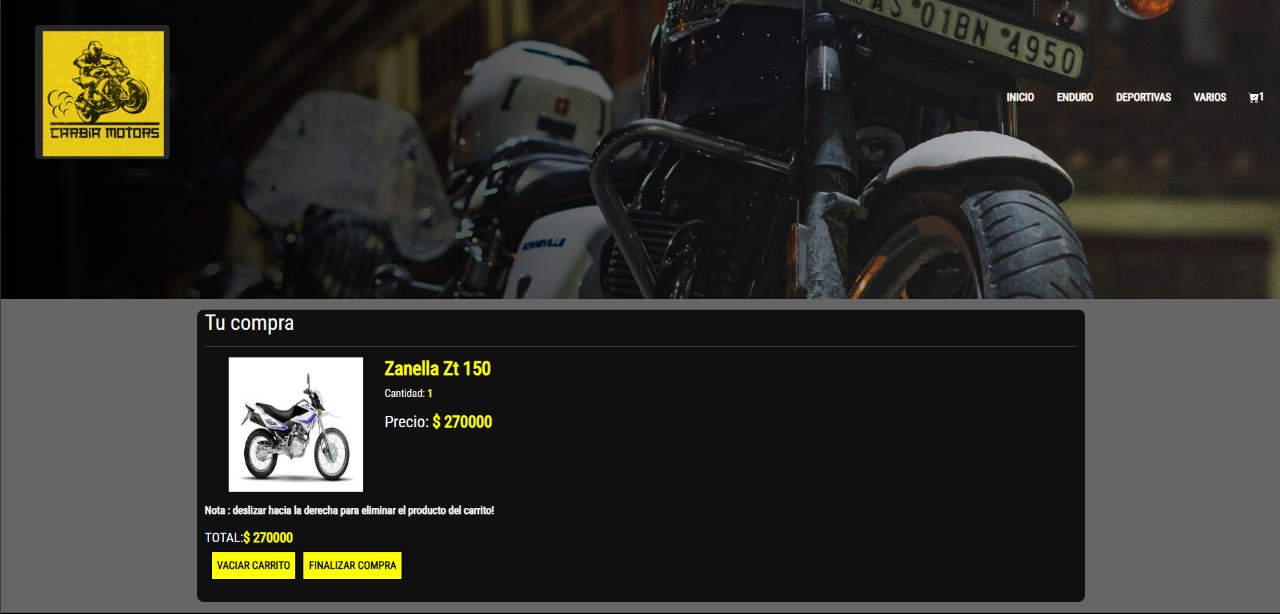 AS 01BN 4950
CARBIA MOTORS
INICIO ENDURO DEPORTIVAS VARIOS 1
BONNEVILLE
Tu compra
Zanella Zt 150
Cantidad: 1
Precio: $ 270000
Nota : deslizar hacia la derecha para eliminar el producto del carrito!
TOTAL:$ 270000
VACIAR CARRITO FINALIZAR COMPRA